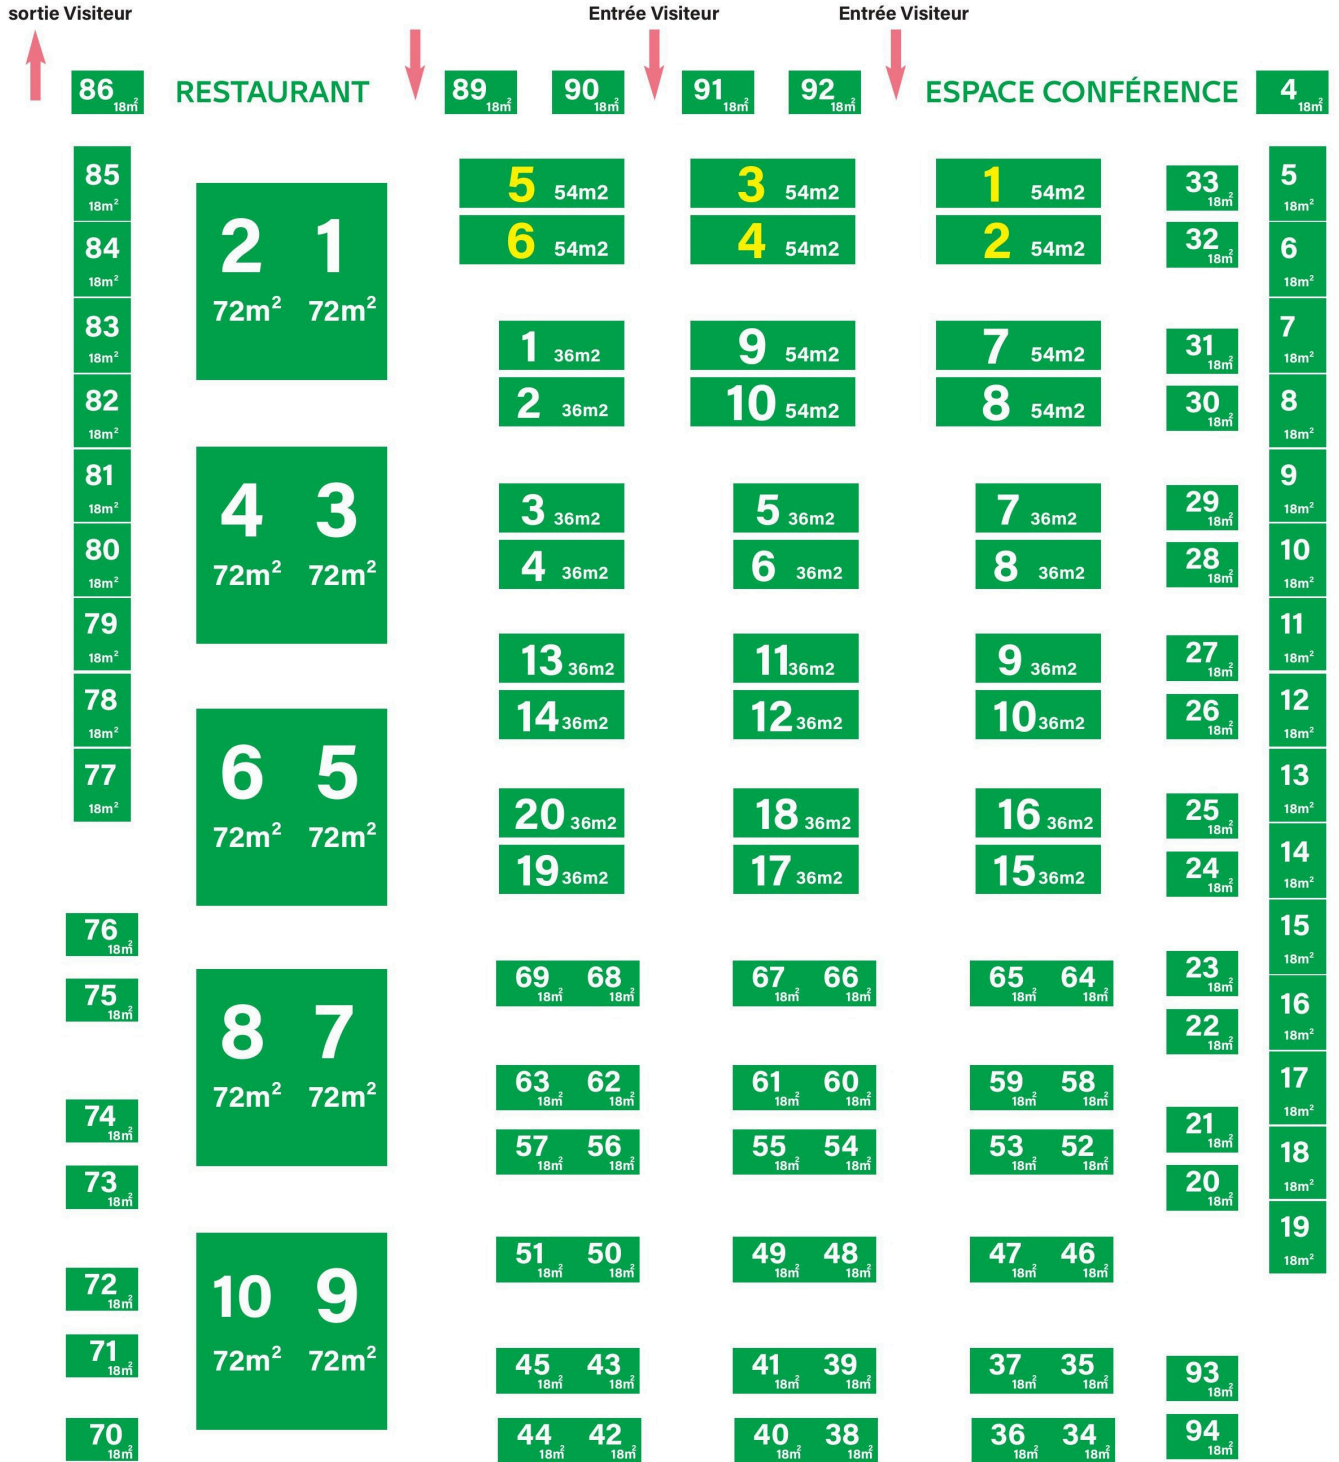 sortie Visiteur
Entrée Visiteur
Entrée Visiteur
86 18m²
RESTAURANT
89 18m²
90 18m²
91 18m²
92 18m²
ESPACE CONFÉRENCE
4 18m²
85
18m²
84
18m²
83
18m²
82
18m²
81
18m²
80
18m²
79
18m²
78
18m²
77
18m²
76 18m²
75 18m²
74 18m²
73 18m²
72 18m²
71 18m²
70 18m²
2 1
72m² 72m²
4 3
72m² 72m²
6 5
72m² 72m²
8 7
72m² 72m²
10 9
72m² 72m²
5 54m2
6 54m2
1 36m2
2 36m2
3 36m2
4 36m2
13 36m2
14 36m2
20 36m2
19 36m2
69 18m² 68 18m²
63 18m² 62 18m²
57 18m² 56 18m²
51 18m² 50 18m²
45 18m² 43 18m²
44 18m² 42 18m²
3 54m2
4 54m2
9 54m2
10 54m2
5 36m2
6 36m2
11 36m2
12 36m2
18 36m2
17 36m2
67 18m² 66 18m²
61 18m² 60 18m²
55 18m² 54 18m²
49 18m² 48 18m²
41 18m² 39 18m²
40 18m² 38 18m²
1 54m2
2 54m2
7 54m2
8 54m2
7 36m2
8 36m2
9 36m2
10 36m2
16 36m2
15 36m2
65 18m² 64 18m²
59 18m² 58 18m²
53 18m² 52 18m²
47 18m² 46 18m²
37 18m² 35 18m²
36 18m² 34 18m²
33 18m²
32 18m²
31 18m²
30 18m²
29 18m²
28 18m²
27 18m²
26 18m²
25 18m²
24 18m²
23 18m²
22 18m²
21 18m²
20 18m²
93 18m²
94 18m²
5
18m²
6
18m²
7
18m²
8
18m²
9
18m²
10
18m²
11
18m²
12
18m²
13
18m²
14
18m²
15
18m²
16
18m²
17
18m²
18
18m²
19
18m²